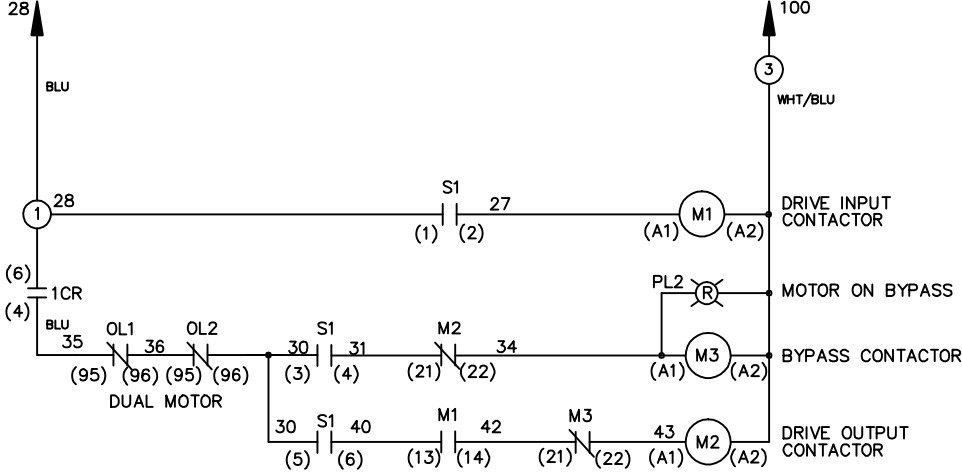 28
100
3
BLU
WHT/BLU
1
28
S1
27
(1)
(2)
M1
(A1)
(A2)
DRIVE INPUT
CONTACTOR
(6)
1CR
(4)
BLU
PL2
R
MOTOR ON BYPASS
35
OL1
36
OL2
(95)
(96)
(95)
(96)
DUAL MOTOR
30
S1
31
(3)
(4)
M2
(21)
(22)
34
M3
(A1)
(A2)
BYPASS CONTACTOR
30
S1
40
(5)
(6)
M1
42
(13)
(14)
M3
(21)
(22)
43
M2
(A1)
(A2)
DRIVE OUTPUT
CONTACTOR